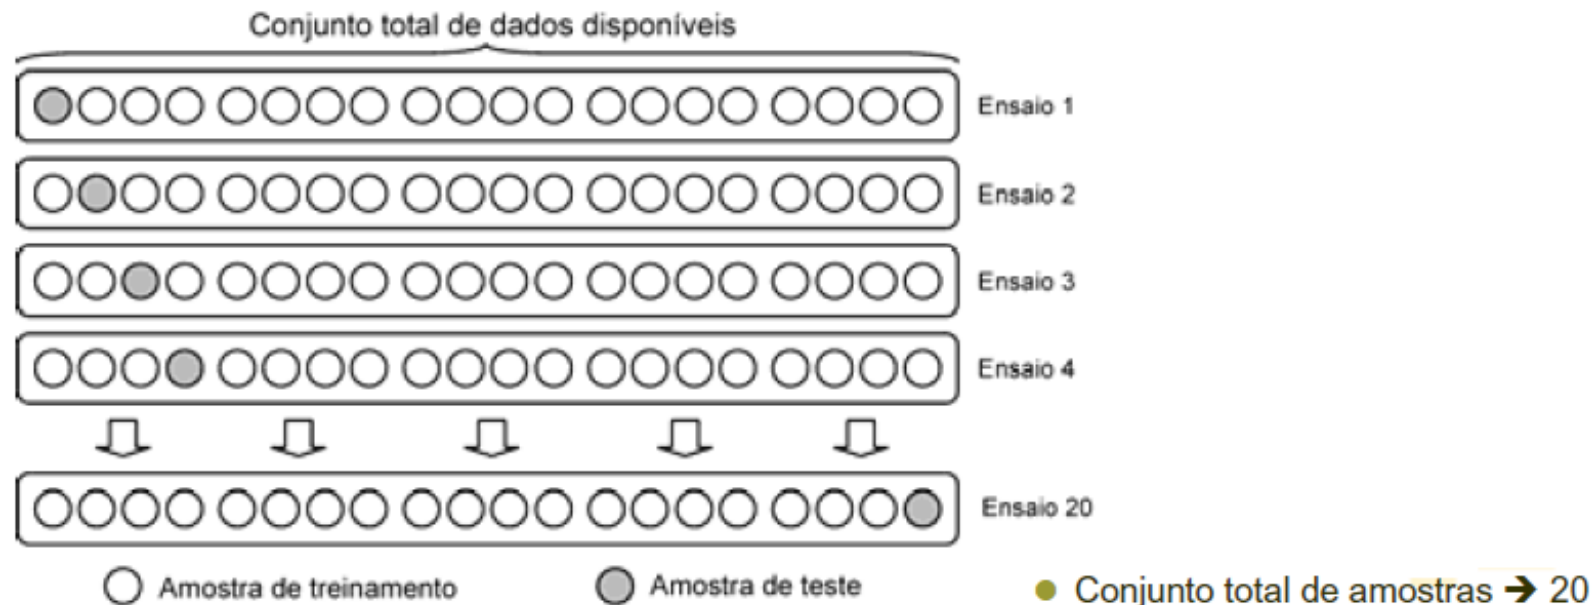 Conjunto total de dados disponíveis
Ensaio 1
Ensaio 2
Ensaio 3
Ensaio 4
Ensaio 20
Amostra de treinamento
Amostra de teste
● Conjunto total de amostras ➔ 20